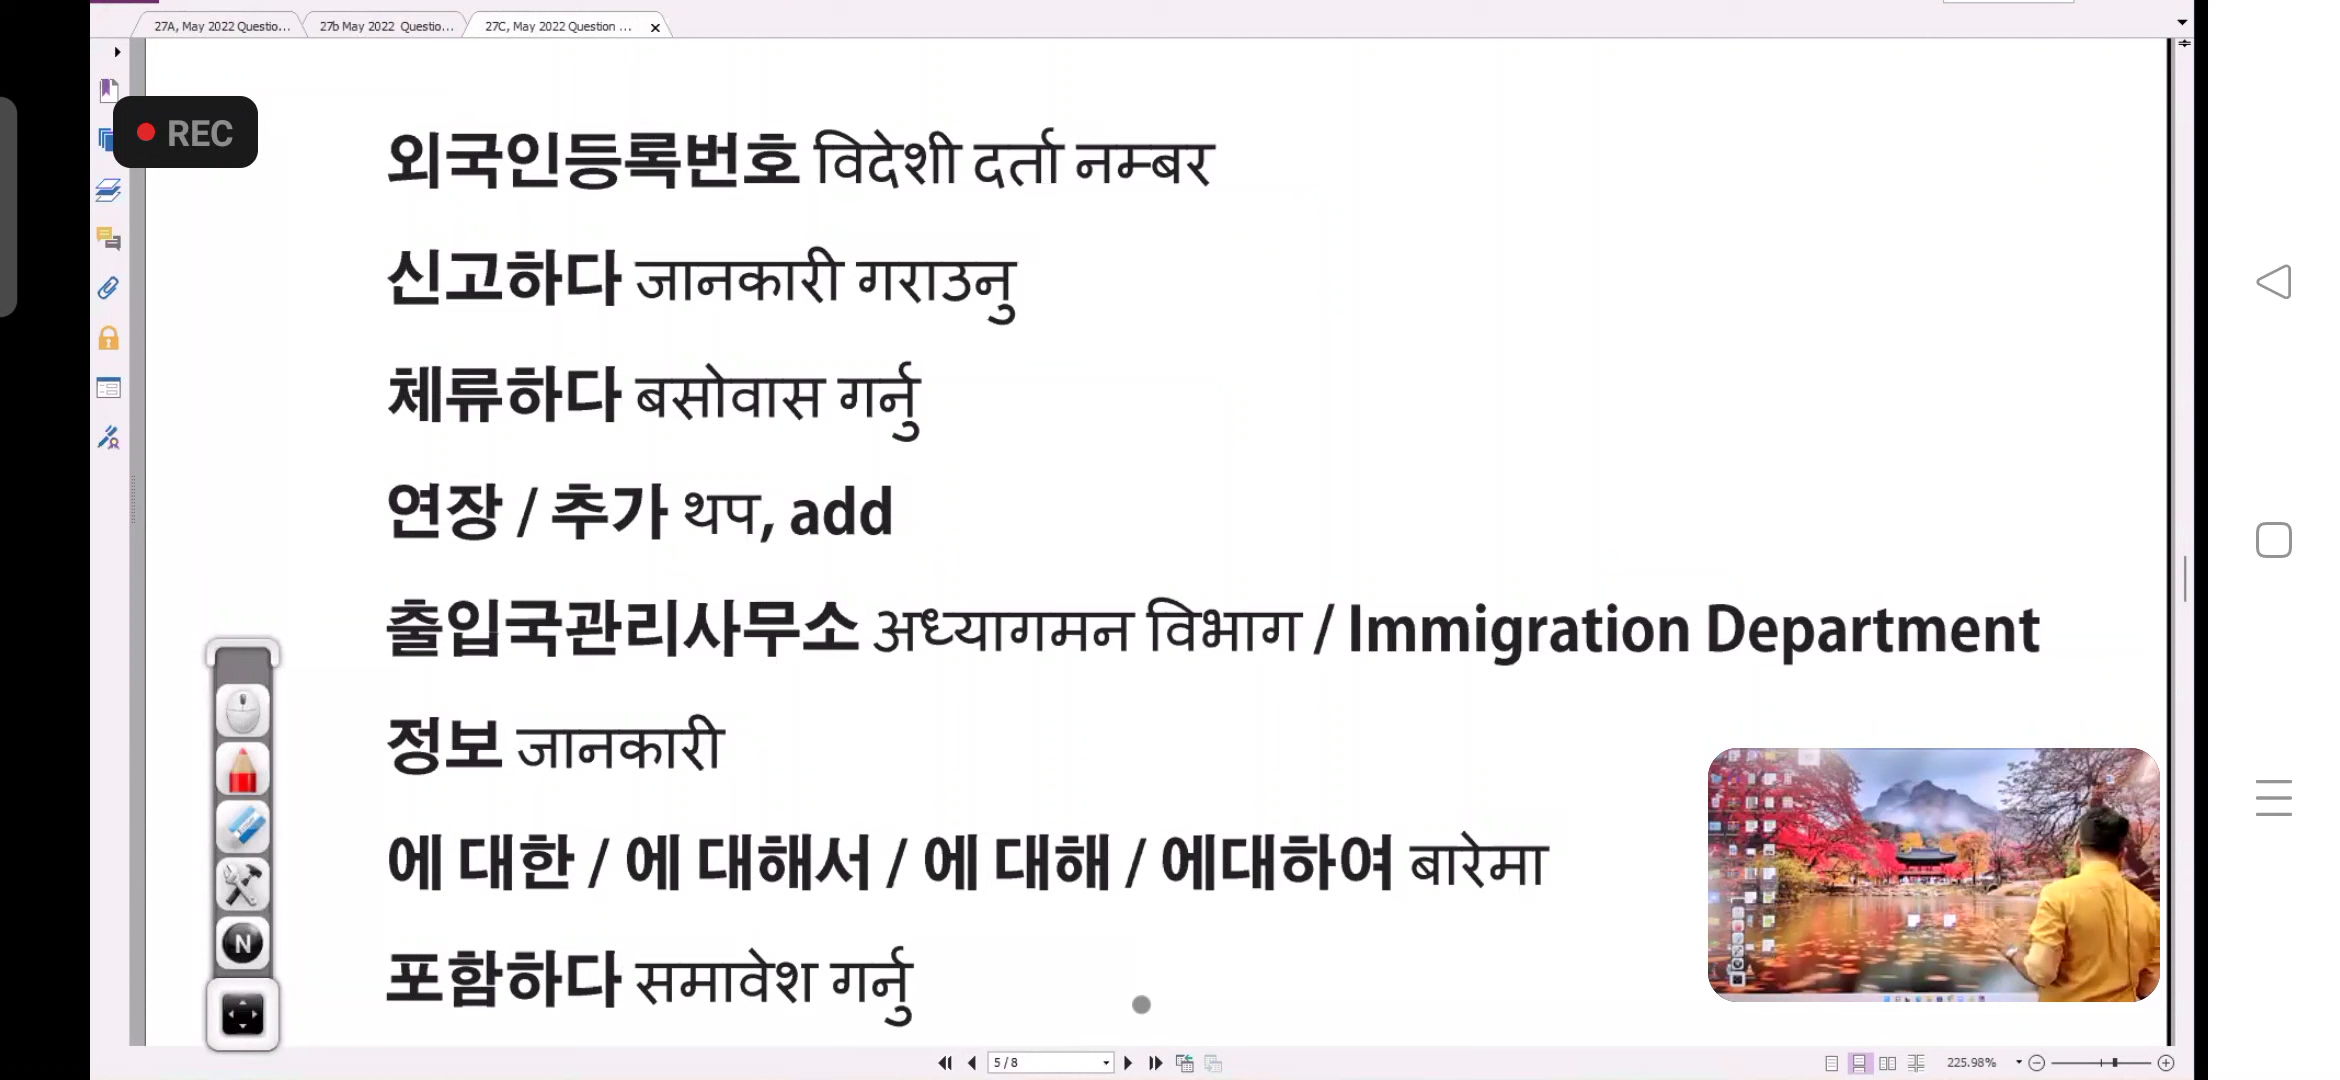 27A, May 2022 Questio... 27b May 2022 Questio... 27C, May 2022 Question ...
REC
외국인등록번호 विदेशी दर्ता नम्बर
신고하다 जानकारी गराउनु
체류하다 बसोवास गर्नु
연장 / 추가 थप, add
출입국관리사무소 अध्यागमन विभाग / Immigration Department
정보 जानकारी
에 대한 / 에 대해서 / 에 대해 / 에대하여 बारेमा
포함하다 समावेश गर्नु
N
5 / 8
225.98%